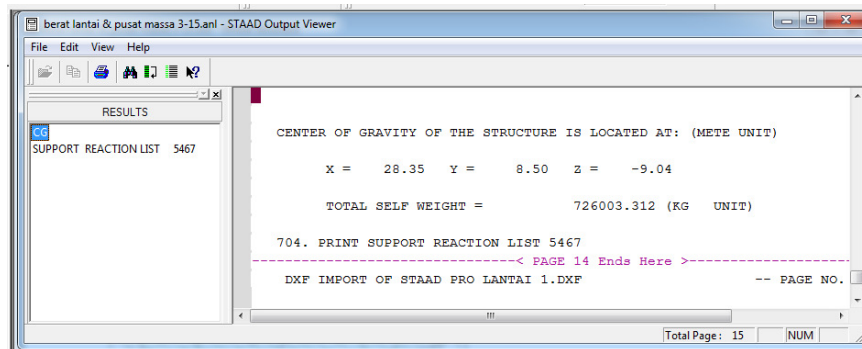 berat lantai & pusat massa 3-15.anl - STAAD Output Viewer
File Edit View Help
RESULTS
CG
SUPPORT REACTION LIST 5467
CENTER OF GRAVITY OF THE STRUCTURE IS LOCATED AT: (METE UNIT)
X = 28.35 Y = 8.50 Z = -9.04
TOTAL SELF WEIGHT = 726003.312 (KG UNIT)
704. PRINT SUPPORT REACTION LIST 5467
--------------------------------< PAGE 14 Ends Here >-------------------
DXF IMPORT OF STAAD PRO LANTAI 1.DXF -- PAGE NO.
Total Page: 15 NUM